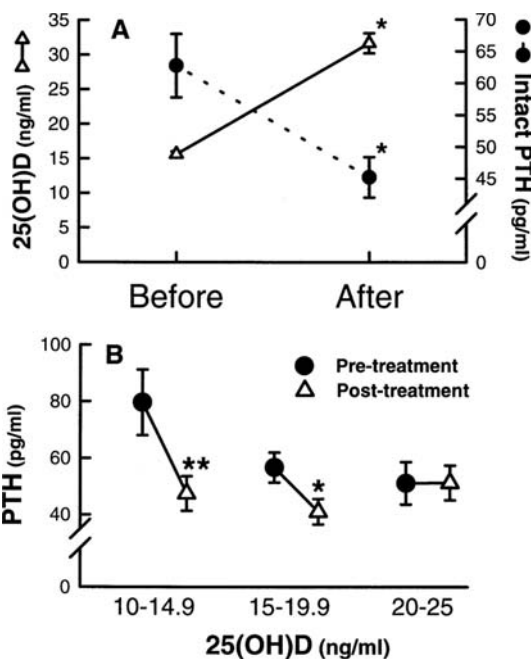 A
25(OH)D (ng/ml)
35
30
25
20
15
10
5
0
*
*
70
65
60
55
50
45
0
Intact PTH (pg/ml)
Before After
B
PTH (pg/ml)
100
80
60
40
0
Pre-treatment
Post-treatment
**
*
10-14.9 15-19.9 20-25
25(OH)D (ng/ml)